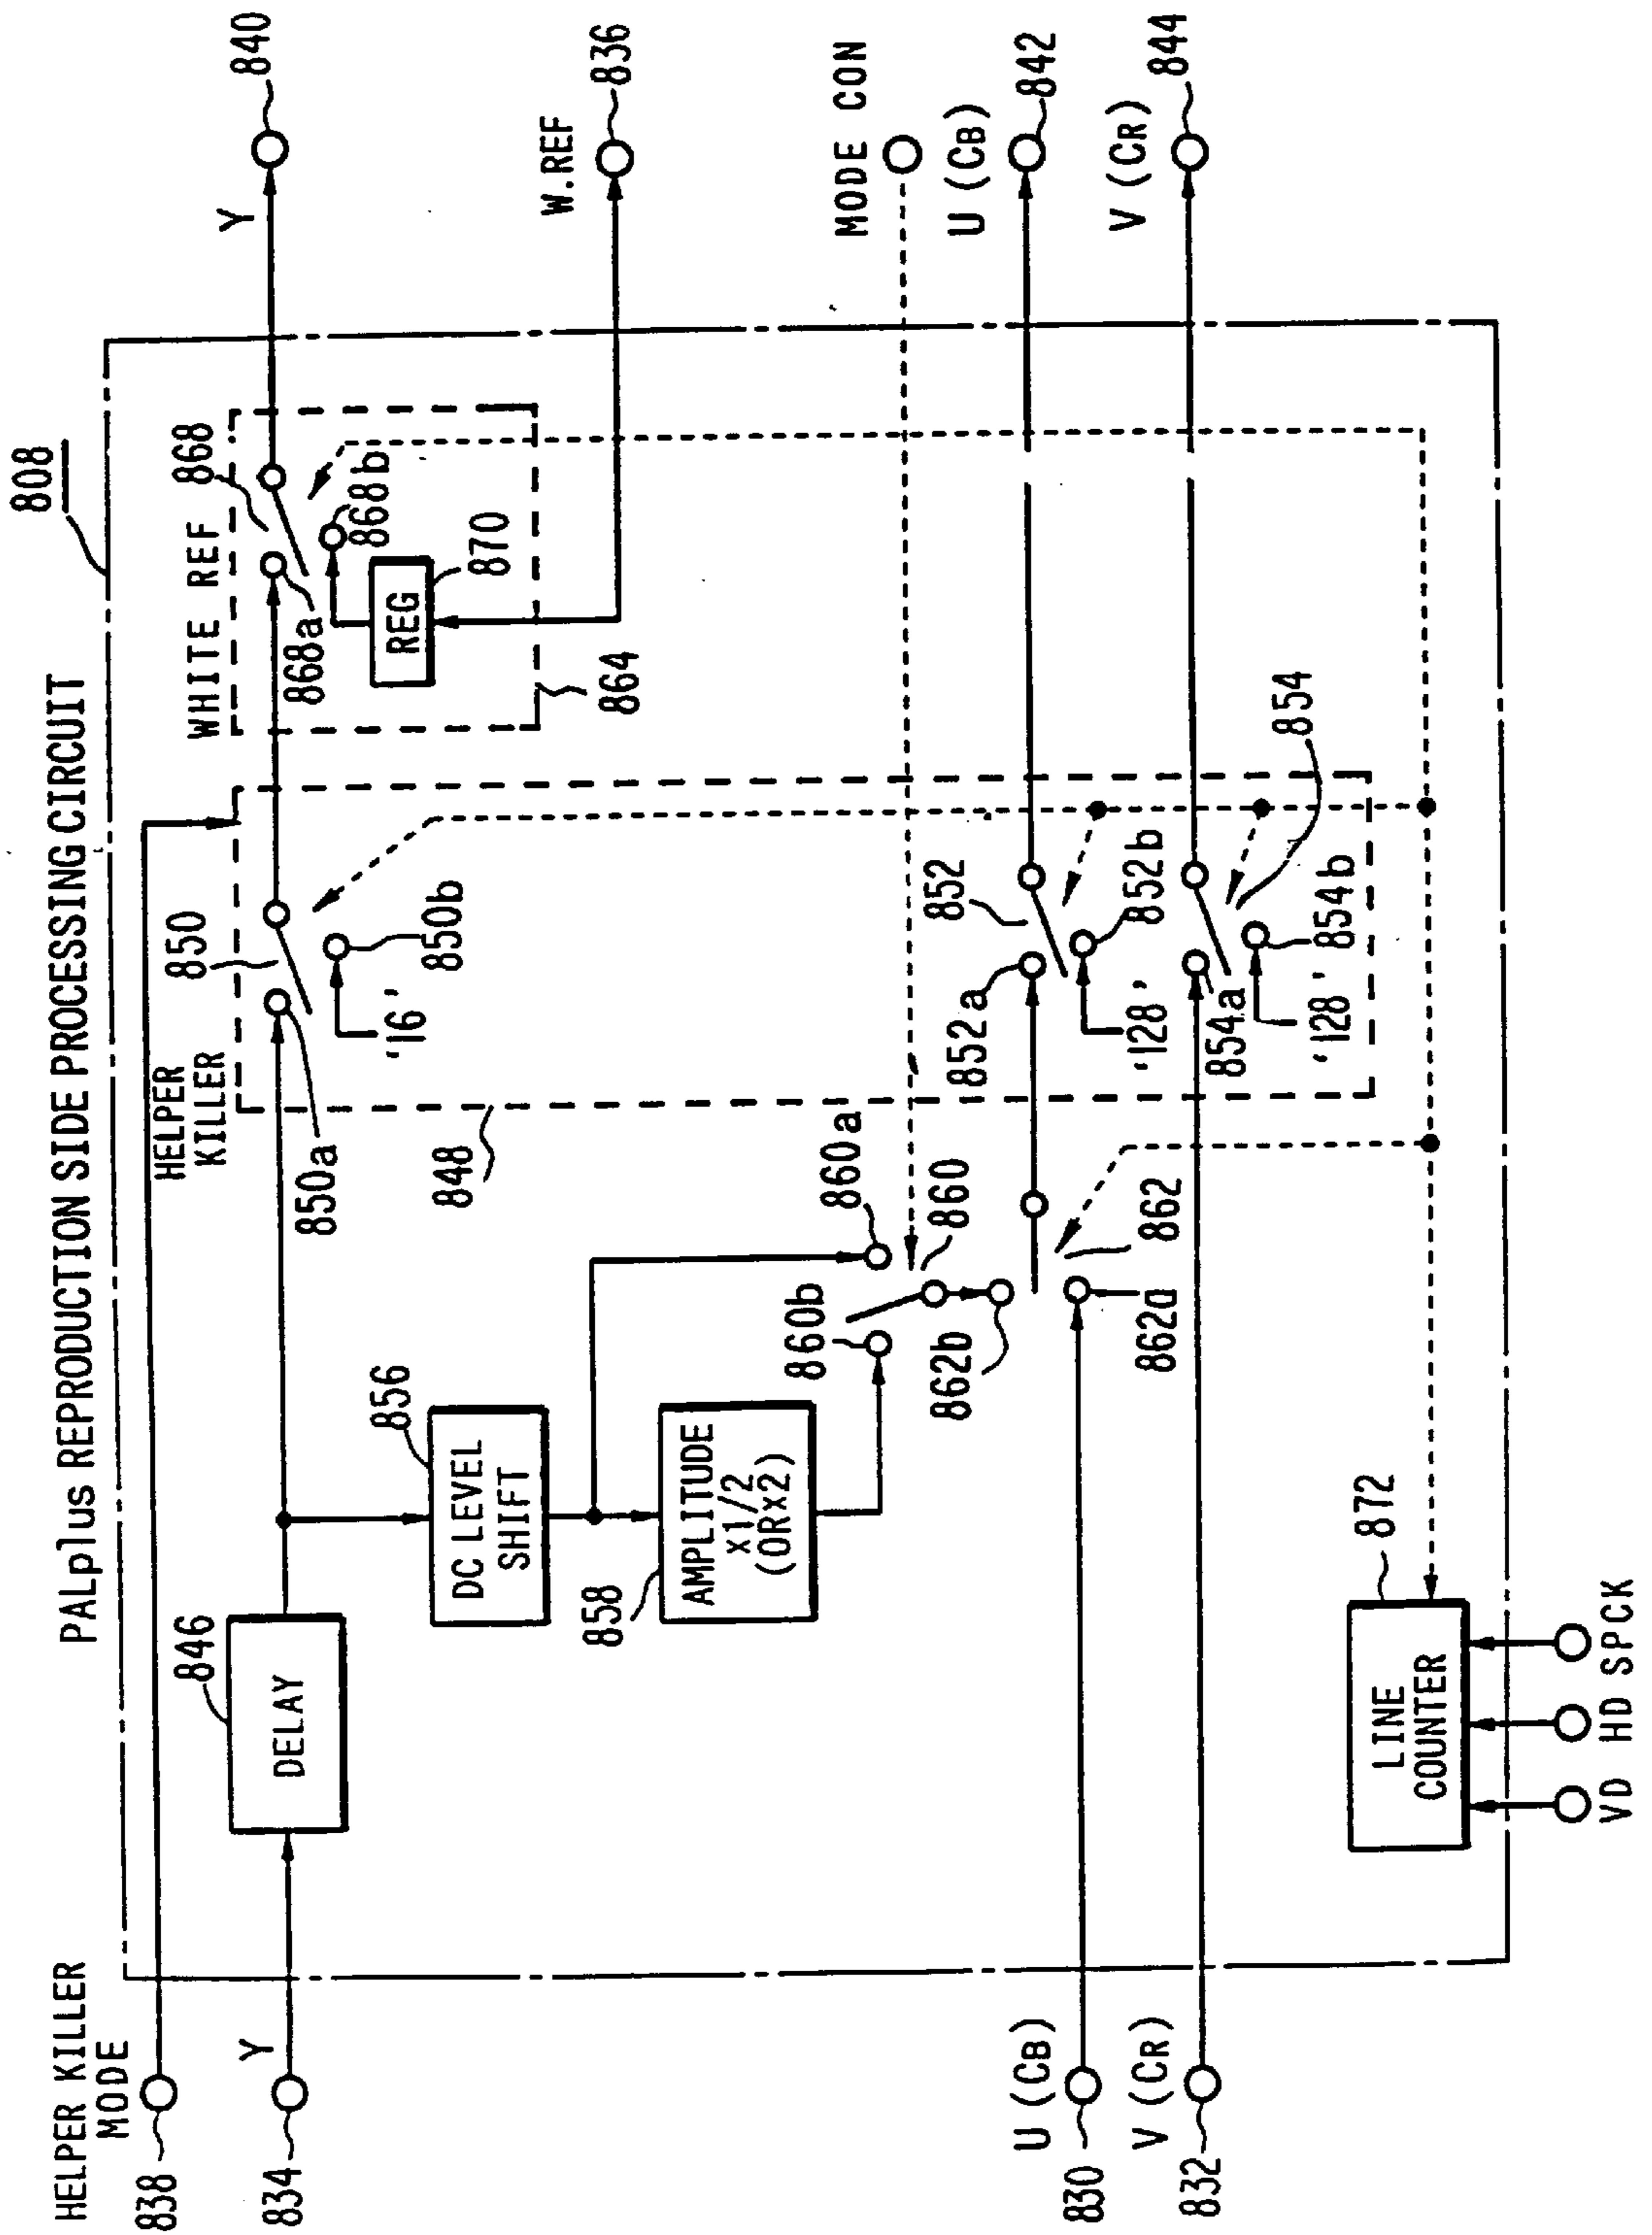 808
PALplus REPRODUCTION SIDE PROCESSING CIRCUIT
HELPER KILLER
MODE
838
HELPER
KILLER
WHITE REF
868
Y
840
834
Y
846
DELAY
850a
850
850b
'16'
868a
868b
REG
870
864
W.REF
836
848
856
DC LEVEL
SHIFT
858
AMPLITUDE
x1/2
(OR x2)
860a
860b
860
MODE CON
862b
862
862a
852a
852
852b
'128'
U (CB)
842
U (CB)
830
V (CR)
832
854a
854
854b
'128'
V (CR)
844
872
LINE
COUNTER
VD
HD
SPCK